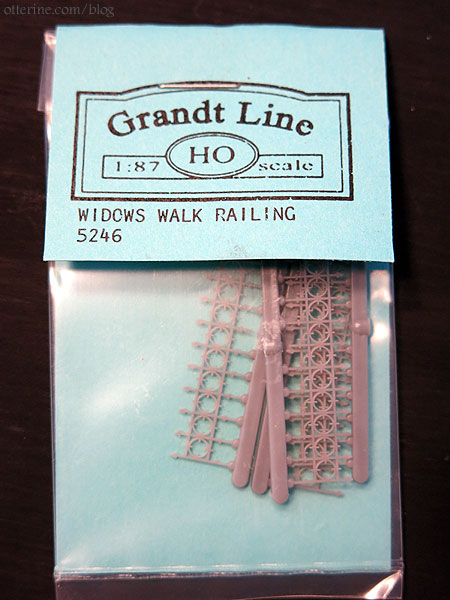 otterine.com/blog
Grandt Line
HO
1:87 scale
WIDOWS WALK RAILING
5246